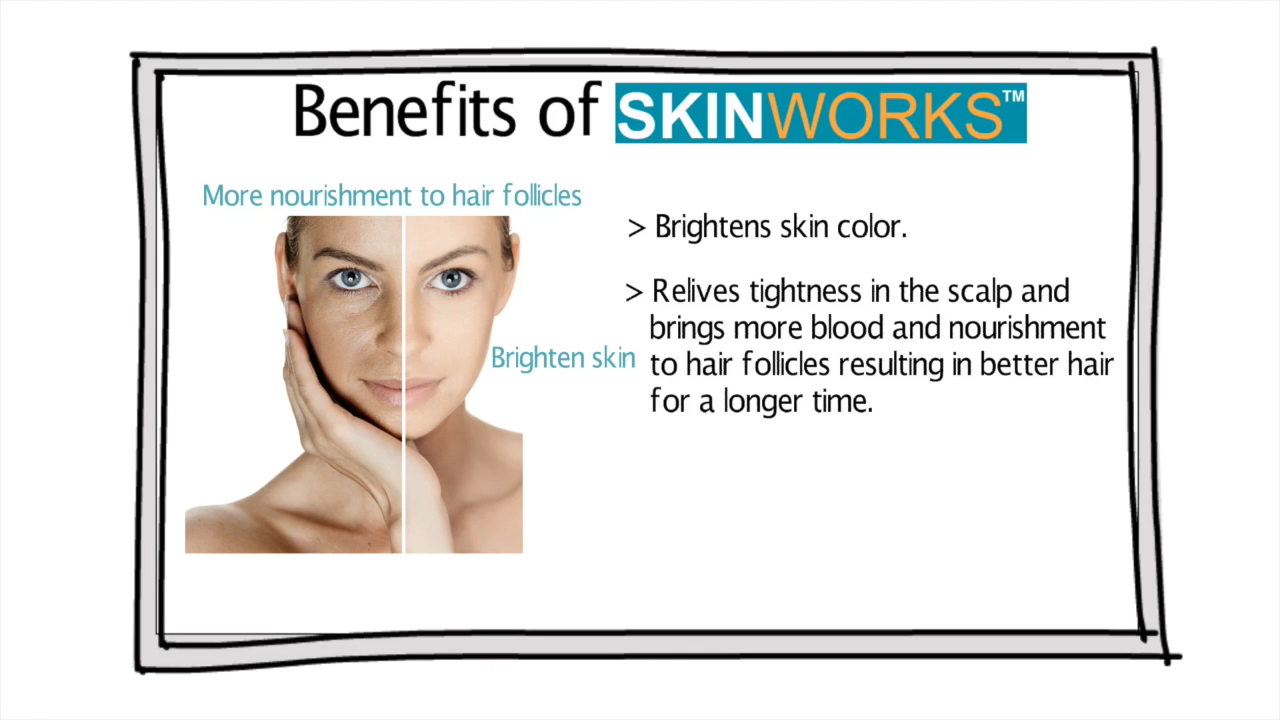 Benefits of SKINWORKS™
More nourishment to hair follicles
> Brightens skin color.
> Relives tightness in the scalp and
brings more blood and nourishment
Brighten skin
to hair follicles resulting in better hair
for a longer time.